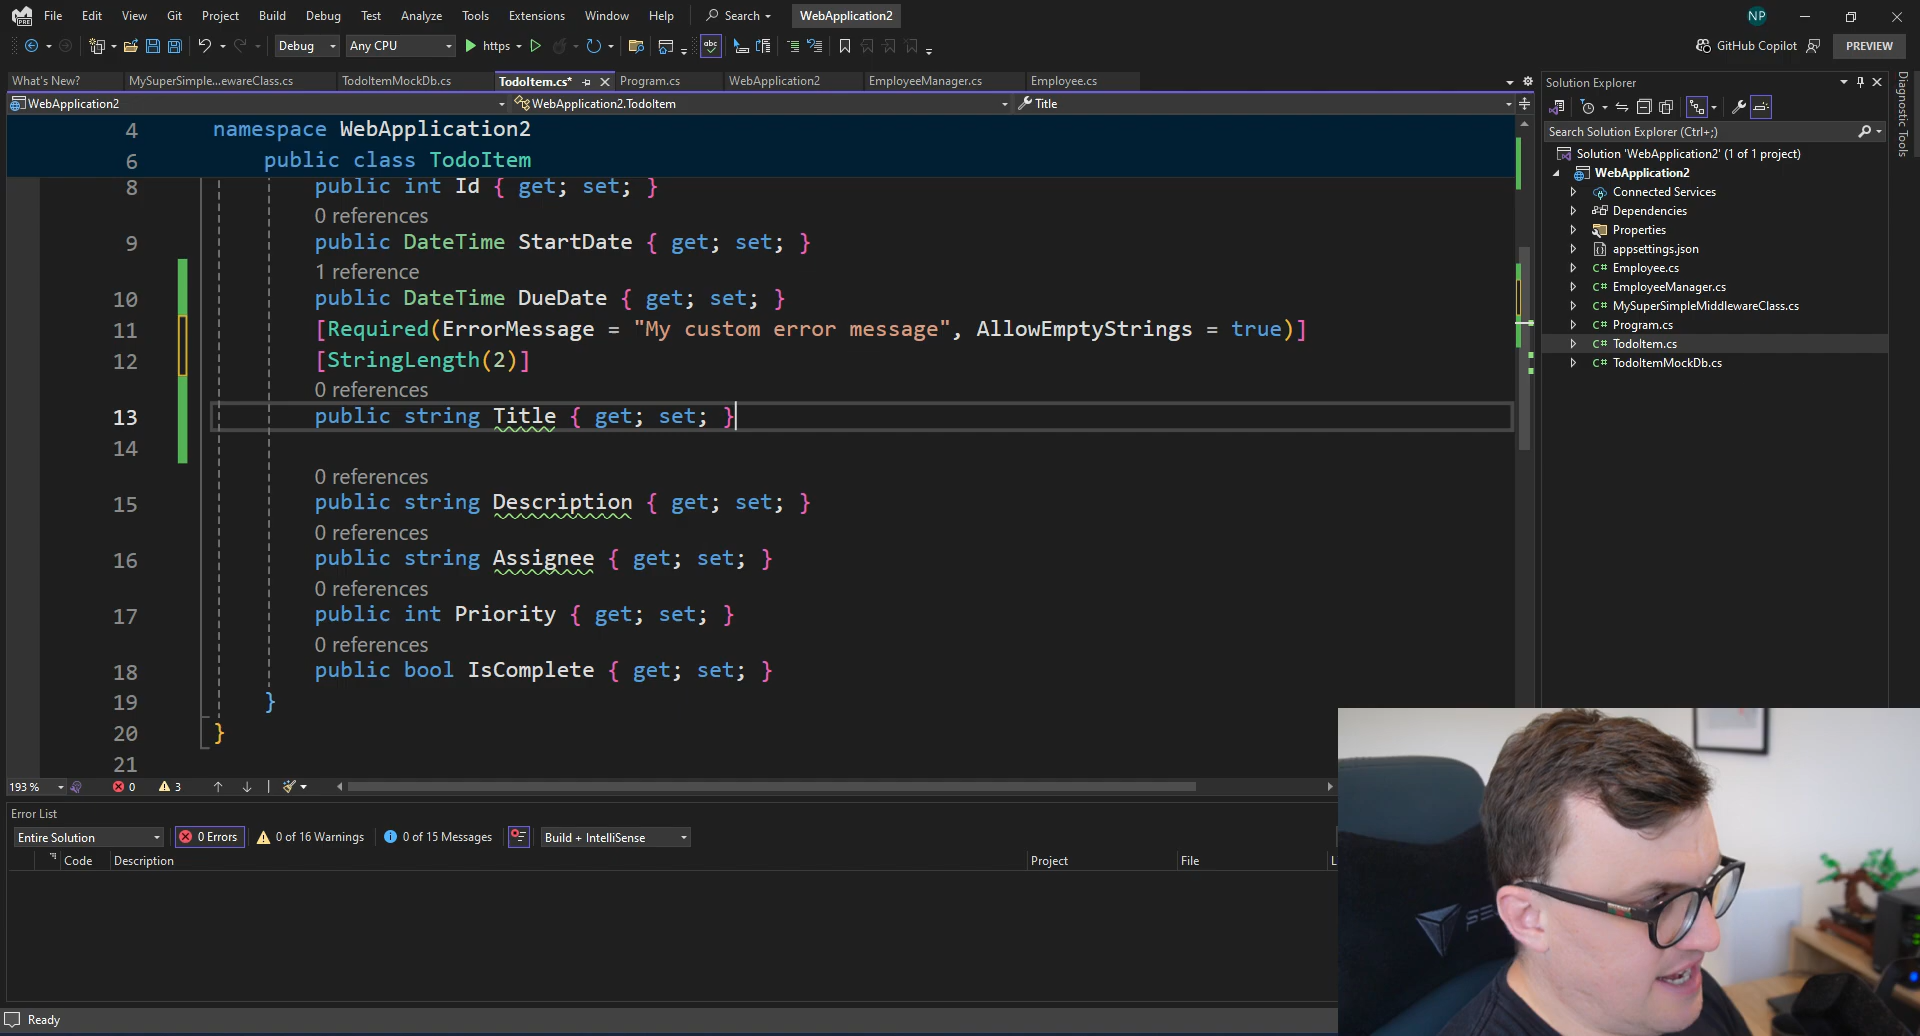 File Edit View Git Project Build Debug Test Analyze Tools Extensions Window Help Search WebApplication2 NP
Debug Any CPU https GitHub Copilot PREVIEW
What's New? MySuperSimple...ewareClass.cs TodoItemMockDb.cs TodoItem.cs* Program.cs WebApplication2 EmployeeManager.cs Employee.cs
WebApplication2 WebApplication2.TodoItem Title
4 namespace WebApplication2
6 public class TodoItem
8 public int Id { get; set; }
0 references
9 public DateTime StartDate { get; set; }
1 reference
10 public DateTime DueDate { get; set; }
11 [Required(ErrorMessage = "My custom error message", AllowEmptyStrings = true)]
12 [StringLength(2)]
0 references
13 public string Title { get; set; }
14
0 references
15 public string Description { get; set; }
0 references
16 public string Assignee { get; set; }
0 references
17 public int Priority { get; set; }
0 references
18 public bool IsComplete { get; set; }
19 }
20 }
21
193 % 0 3
Error List
Entire Solution 0 Errors 0 of 16 Warnings 0 of 15 Messages Build + IntelliSense
Code Description Project File L
Ready
Solution Explorer
Search Solution Explorer (Ctrl+;)
Solution 'WebApplication2' (1 of 1 project)
WebApplication2
Connected Services
Dependencies
Properties
appsettings.json
C# Employee.cs
C# EmployeeManager.cs
C# MySuperSimpleMiddlewareClass.cs
C# Program.cs
C# TodoItem.cs
C# TodoItemMockDb.cs
Diagnostic Tools